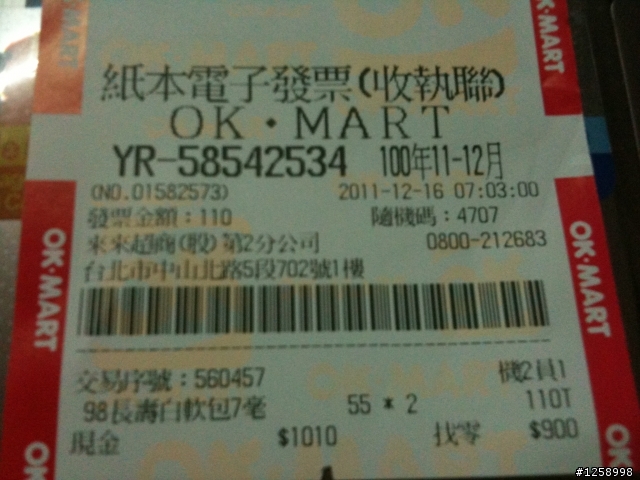 紙本電子發票(收執聯)
OK·MART
YR-58542534 100年11-12月
(NO.01582573) 2011-12-16 07:03:00
發票金額：110 隨機碼：4707
來來超商(股) 第2分公司 0800-212683
台北市中山北路5段702號1樓
交易序號：560457 機2員1
98長壽白軟包7毫 55 * 2 110T
現金 $1010 找零 $900
OK·MART
OK·MART
OK·MART
OK·MART
OK
OK
#1258998